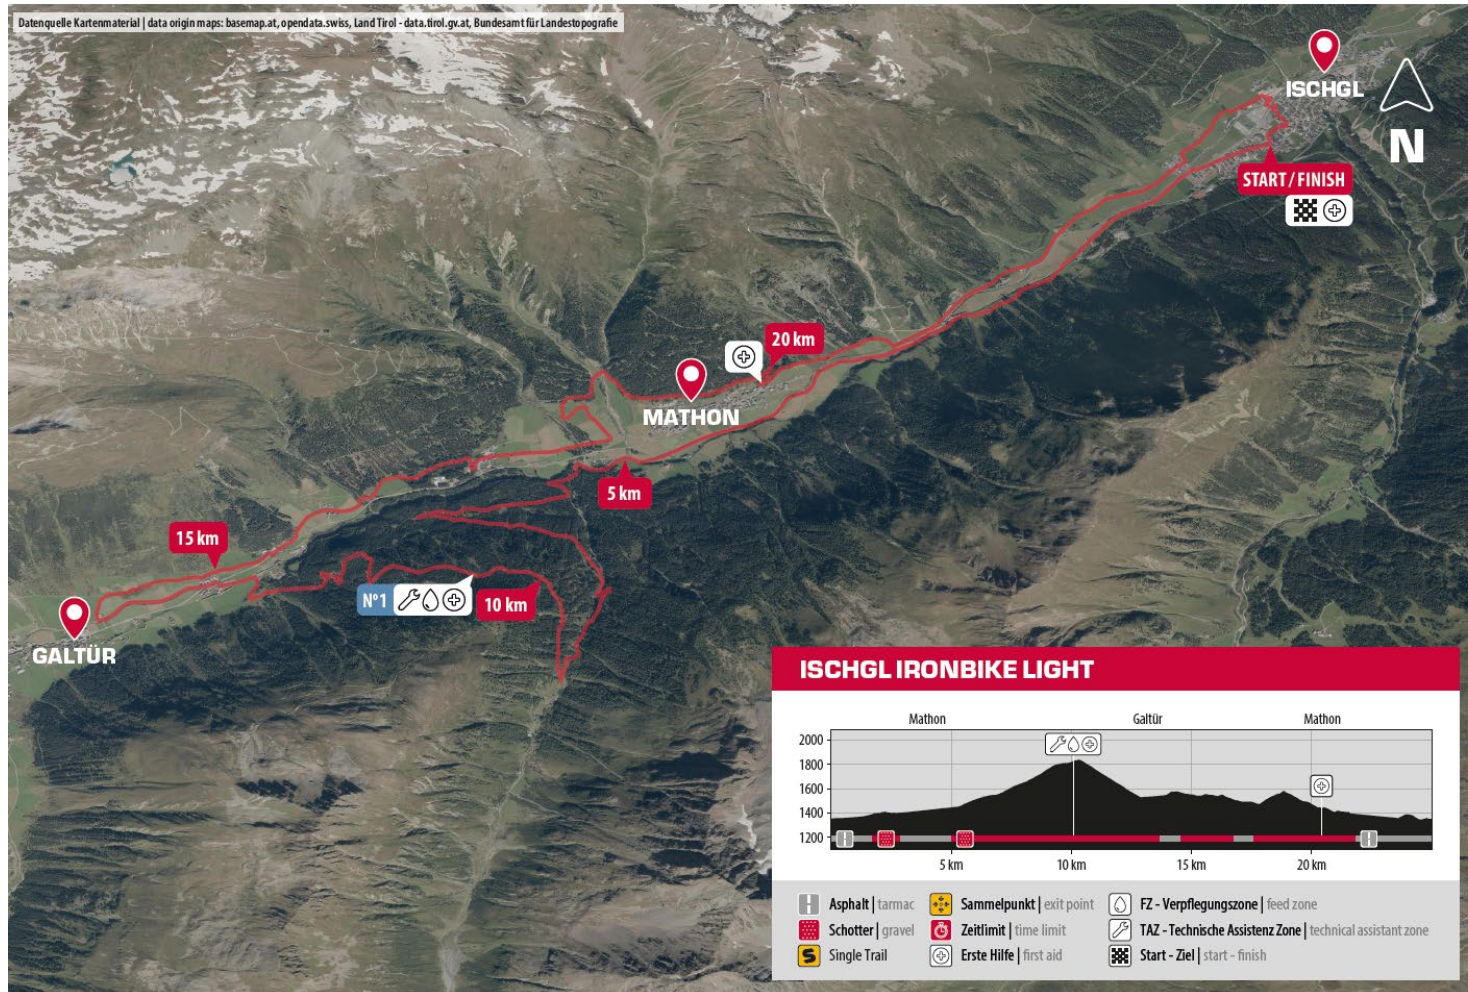 Datenquelle Kartenmaterial | data origin maps: basemap.at, opendata.swiss, Land Tirol - data.tirol.gv.at, Bundesamt für Landestopografie
ISCHGL
N
START / FINISH
20 km
MATHON
5 km
15 km
N°1
10 km
GALTÜR
ISCHGL IRONBIKE LIGHT
Mathon Galtür Mathon
2000
1800
1600
1400
1200
5 km 10 km 15 km 20 km
Asphalt | tarmac Sammelpunkt | exit point FZ - Verpflegungszone | feed zone
Schotter | gravel Zeitlimit | time limit TAZ - Technische Assistenz Zone | technical assistant zone
Single Trail Erste Hilfe | first aid Start - Ziel | start - finish